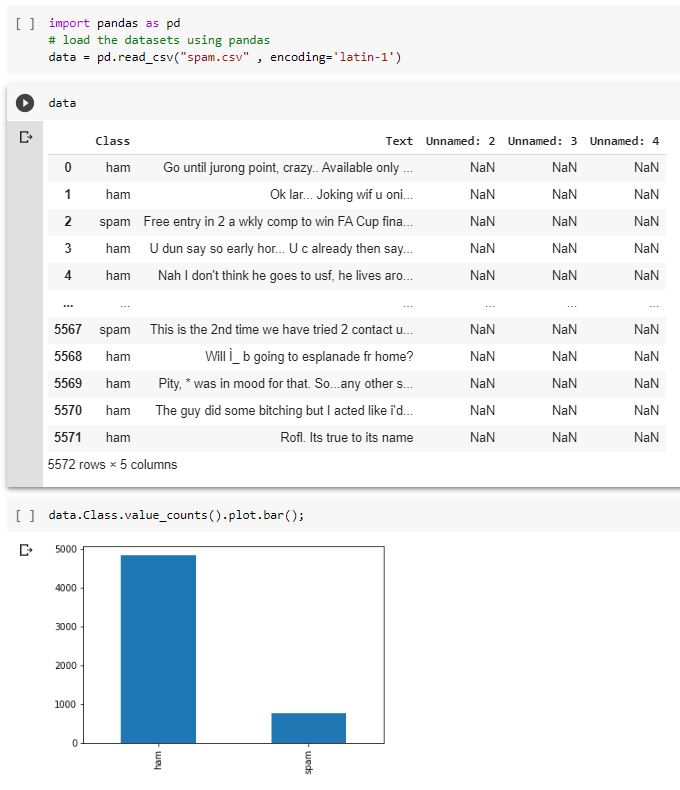 [ ] import pandas as pd
# load the datasets using pandas
data = pd.read_csv("spam.csv" , encoding='latin-1')
data
Class Text Unnamed: 2 Unnamed: 3 Unnamed: 4
0 ham Go until jurong point, crazy.. Available only ... NaN NaN NaN
1 ham Ok lar... Joking wif u oni... NaN NaN NaN
2 spam Free entry in 2 a wkly comp to win FA Cup fina... NaN NaN NaN
3 ham U dun say so early hor... U c already then say... NaN NaN NaN
4 ham Nah I don't think he goes to usf, he lives aro... NaN NaN NaN
... ... ... ... ... ...
5567 spam This is the 2nd time we have tried 2 contact u... NaN NaN NaN
5568 ham Will Ì_ b going to esplanade fr home? NaN NaN NaN
5569 ham Pity, * was in mood for that. So...any other s... NaN NaN NaN
5570 ham The guy did some bitching but I acted like i'd... NaN NaN NaN
5571 ham Rofl. Its true to its name NaN NaN NaN
5572 rows × 5 columns
[ ] data.Class.value_counts().plot.bar();
5000
4000
3000
2000
1000
0
ham spam